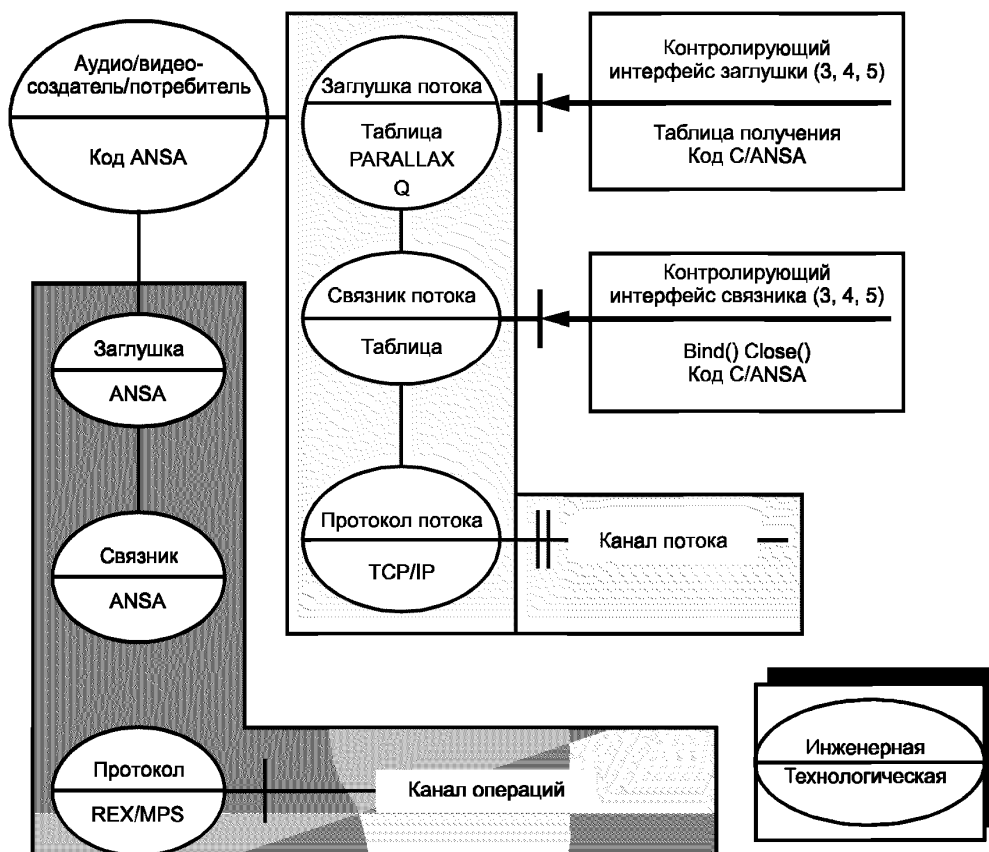 Аудио/видео-
создатель/потребитель
Код ANSA
Заглушка потока
Таблица
PARALLAX
Q
Контролирующий
интерфейс заглушки (3, 4, 5)
Таблица получения
Код C/ANSA
Связник потока
Таблица
Контролирующий
интерфейс связника (3, 4, 5)
Bind() Close()
Код C/ANSA
Заглушка
ANSA
Протокол потока
TCP/IP
Канал потока
Связник
ANSA
Протокол
REX/MPS
Канал операций
Инженерная
Технологическая